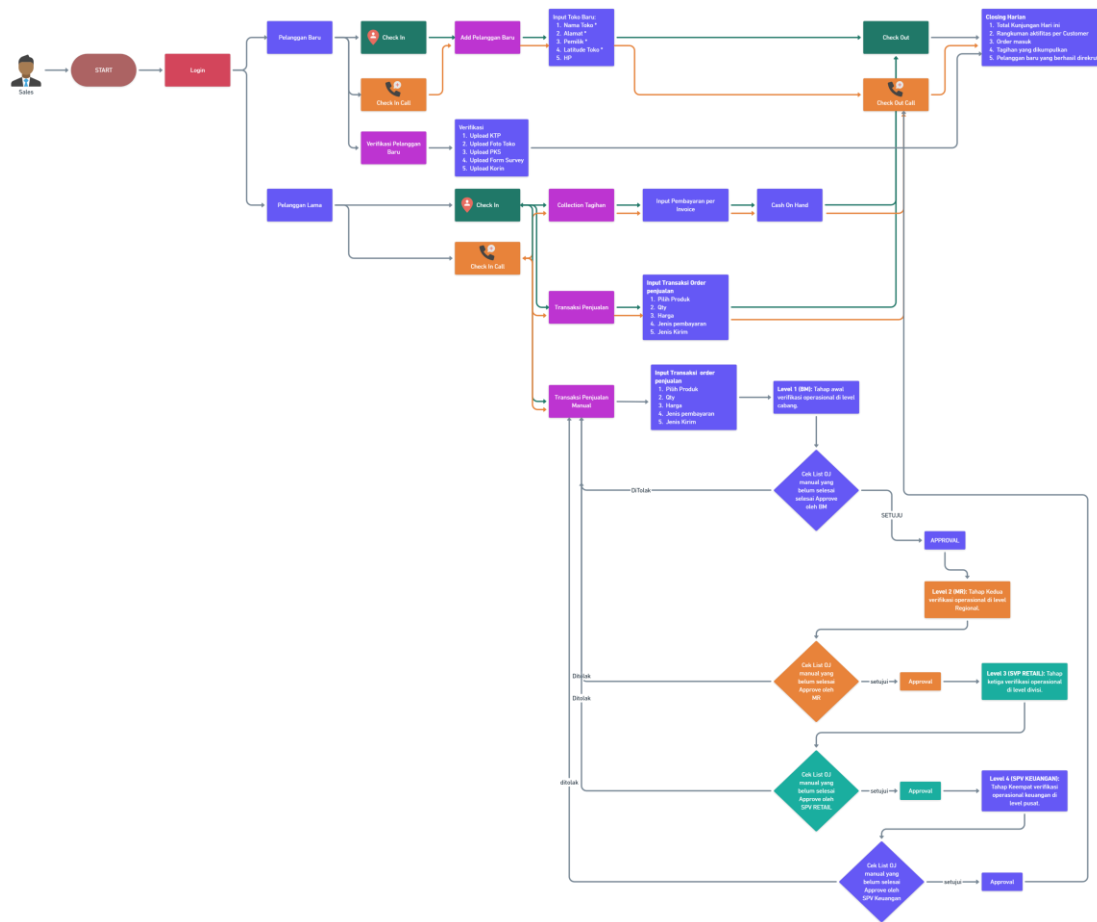 Sales
START
Login
Pelanggan Baru
Check In
Add Pelanggan Baru
Input Toko Baru:
1. Nama Toko *
2. Alamat *
3. Pemilik *
4. Latitude Toko *
5. HP
Check Out
Closing Harian
1. Total Kunjungan Hari ini
2. Rangkuman aktifitas per Customer
3. Order masuk
4. Tagihan yang dikumpulkan
5. Pelanggan baru yang berhasil direkrut
Check In Call
Check Out Call
Verifikasi Pelanggan
Baru
Verifikasi
1. Upload KTP
2. Upload Foto Toko
3. Upload PKS
4. Upload Form Survey
5. Upload Korin
Pelanggan Lama
Check In
Collection Tagihan
Input Pembayaran per
Invoice
Cash On Hand
Check In Call
Transaksi Penjualan
Input Transaksi Order
penjualan
1. Pilih Produk
2. Qty
3. Harga
4. Jenis pembayaran
5. Jenis Kirim
Transaksi Penjualan
Manual
Input Transaksi order
penjualan
1. Pilih Produk
2. Qty
3. Harga
4. Jenis pembayaran
5. Jenis Kirim
Level 1 (BM): Tahap awal
verifikasi operasional di level
cabang.
Cek List OJ
manual yang
belum selesai
selesai Approve
oleh BM
DiTolak
SETUJU
APPROVAL
Level 2 (MR): Tahap Kedua
verifikasi operasional di level
Regional.
Cek List OJ
manual yang
belum selesai
Approve oleh
MR
Ditolak
setujui
Approval
Level 3 (SVP RETAIL): Tahap
ketiga verifikasi operasional
di level divisi.
Ditolak
Cek List OJ
manual yang
belum selesai
Approve oleh
SPV RETAIL
ditolak
setujui
Approval
Level 4 (SPV KEUANGAN):
Tahap Keempat verifikasi
operasional keuangan di
level pusat.
Cek List OJ
manual yang
belum selesai
Approve oleh
SPV Keuangan
setujui
Approval